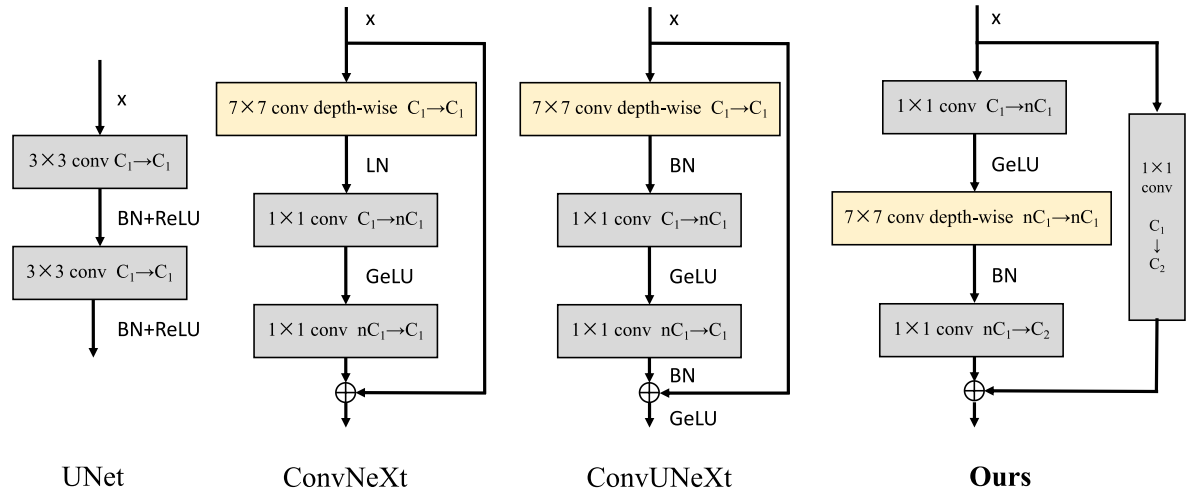 x
3×3 conv C₁→C₁
BN+ReLU
3×3 conv C₁→C₁
BN+ReLU
UNet
x
7×7 conv depth-wise C₁→C₁
LN
1×1 conv C₁→nC₁
GeLU
1×1 conv nC₁→C₁
ConvNeXt
x
7×7 conv depth-wise C₁→C₁
BN
1×1 conv C₁→nC₁
GeLU
1×1 conv nC₁→C₁
BN
GeLU
ConvUNeXt
x
1×1 conv C₁→nC₁
GeLU
7×7 conv depth-wise nC₁→nC₁
BN
1×1 conv nC₁→C₂
1×1
conv
C₁
↓
C₂
Ours